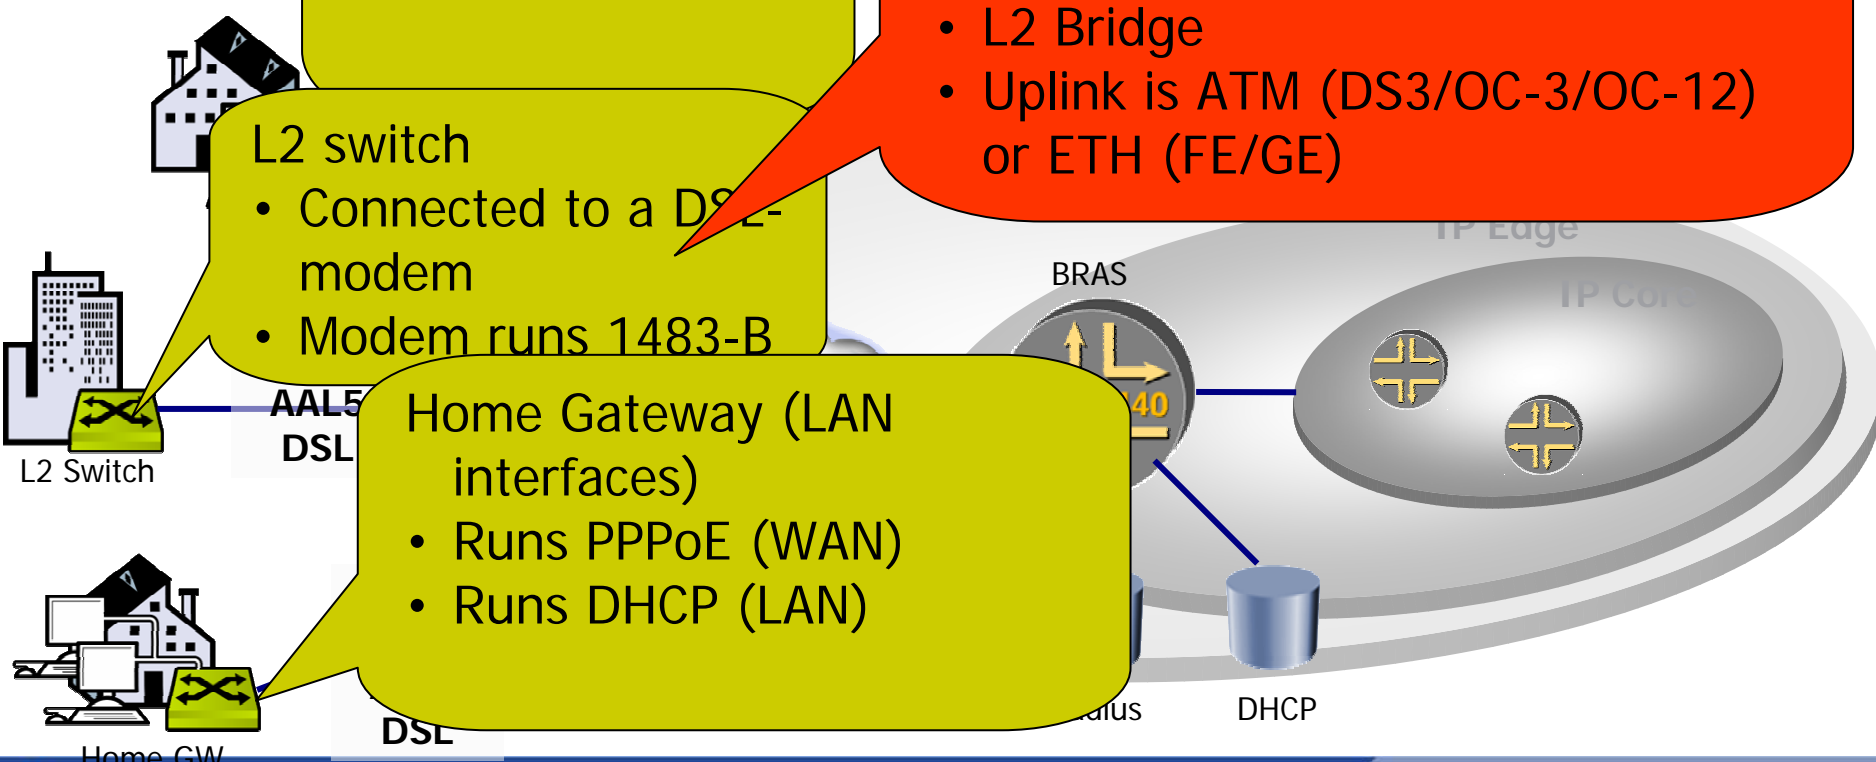 • L2 Bridge
• Uplink is ATM (DS3/OC-3/OC-12)
or ETH (FE/GE)
L2 switch
• Connected to a DSL-
modem
• Modem runs 1483-B
Edge
BRAS
Core
AAL5
DSL
40
L2 Switch
Home Gateway (LAN
interfaces)
• Runs PPPoE (WAN)
• Runs DHCP (LAN)
DHCP
DSL
Home GW